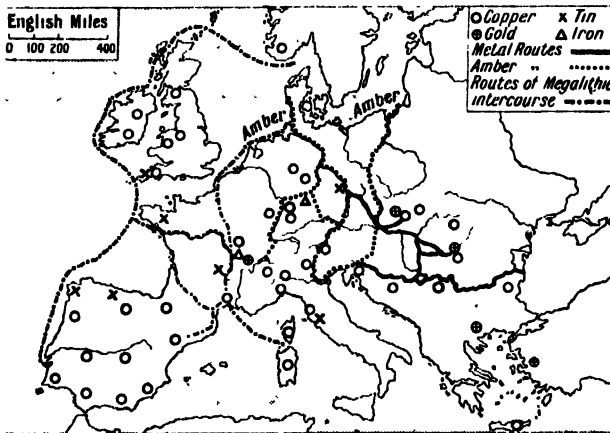 English Miles
0 100 200 400
Copper Tin
Gold Iron
Metal Routes
Amber "
Routes of Megalithic
intercourse
Amber
Amber